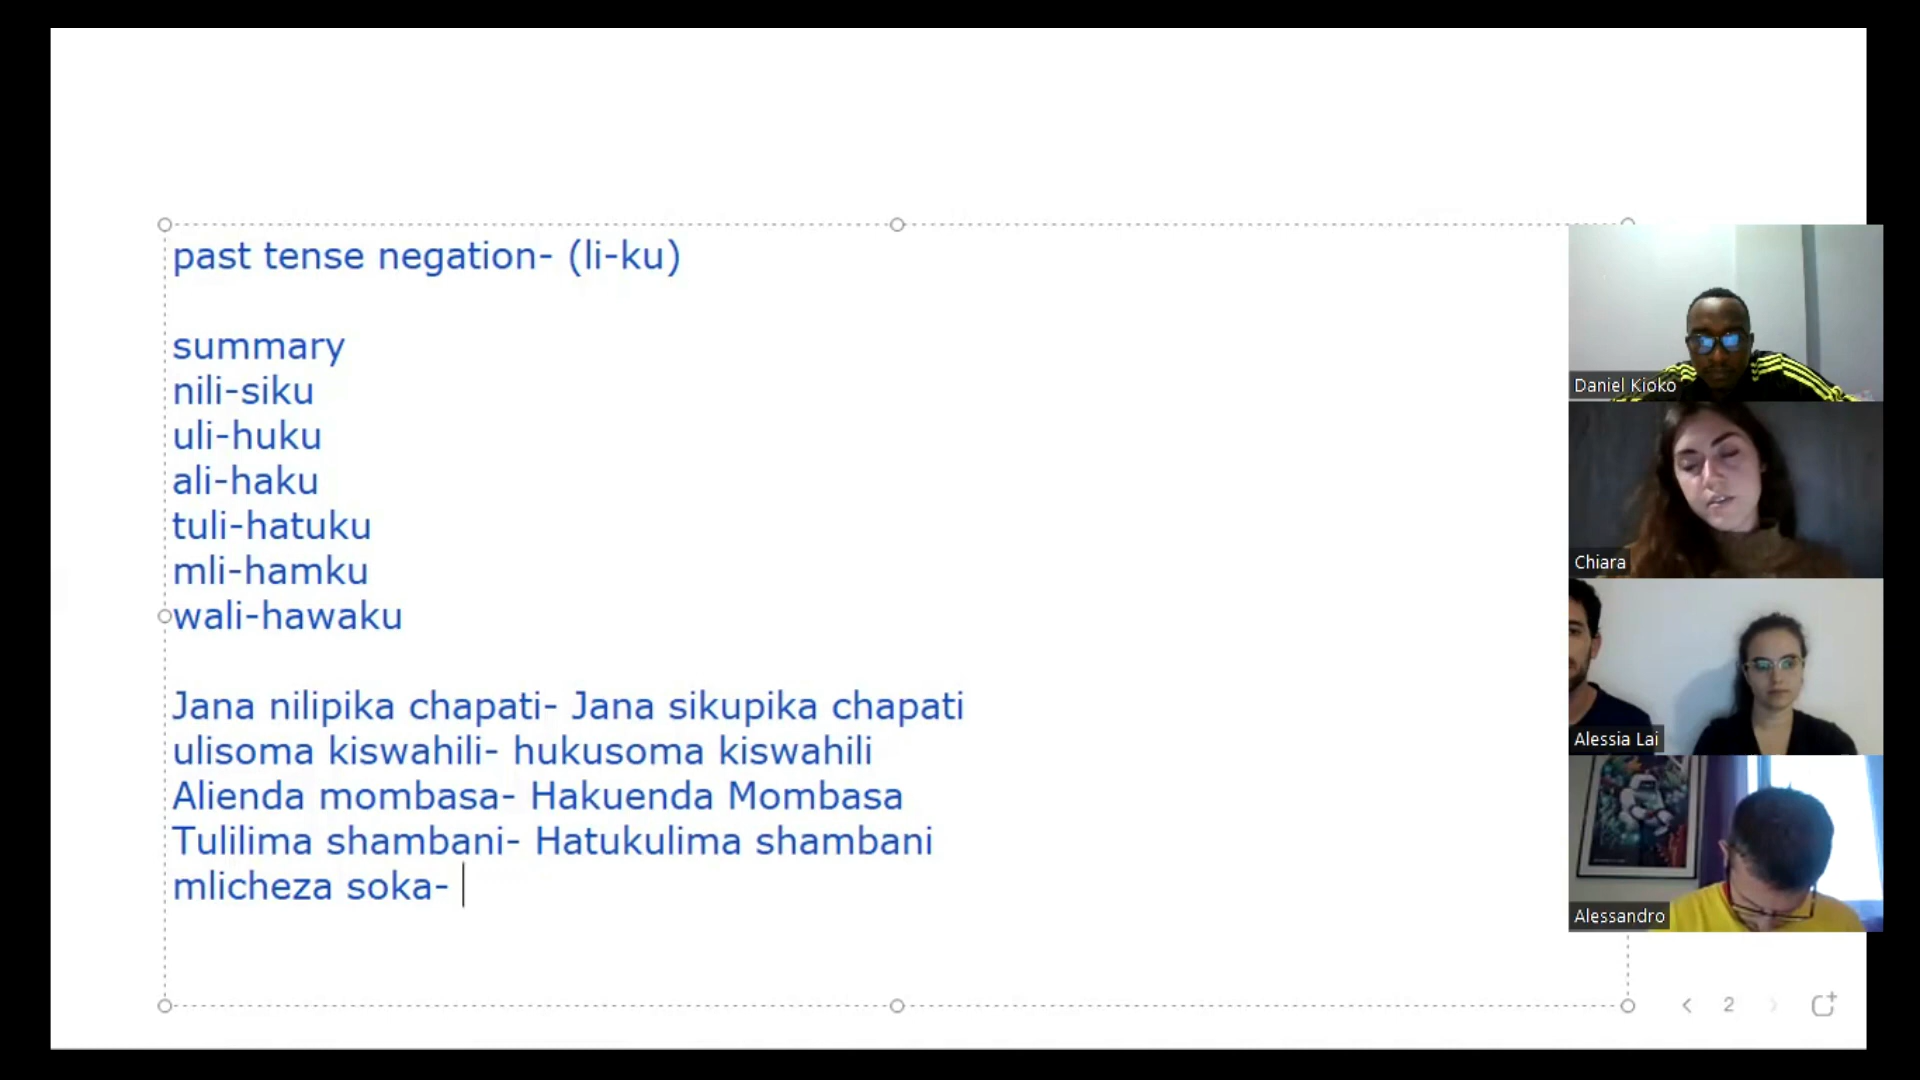 past tense negation- (li-ku)
summary
nili-siku
uli-huku
ali-haku
tuli-hatuku
mli-hamku
wali-hawaku
Jana nilipika chapati- Jana sikupika chapati
ulisoma kiswahili- hukusoma kiswahili
Alienda mombasa- Hakuenda Mombasa
Tulilima shambani- Hatukulima shambani
mlicheza soka-
Daniel Kioko
Chiara
Alessia Lai
Alessandro
2